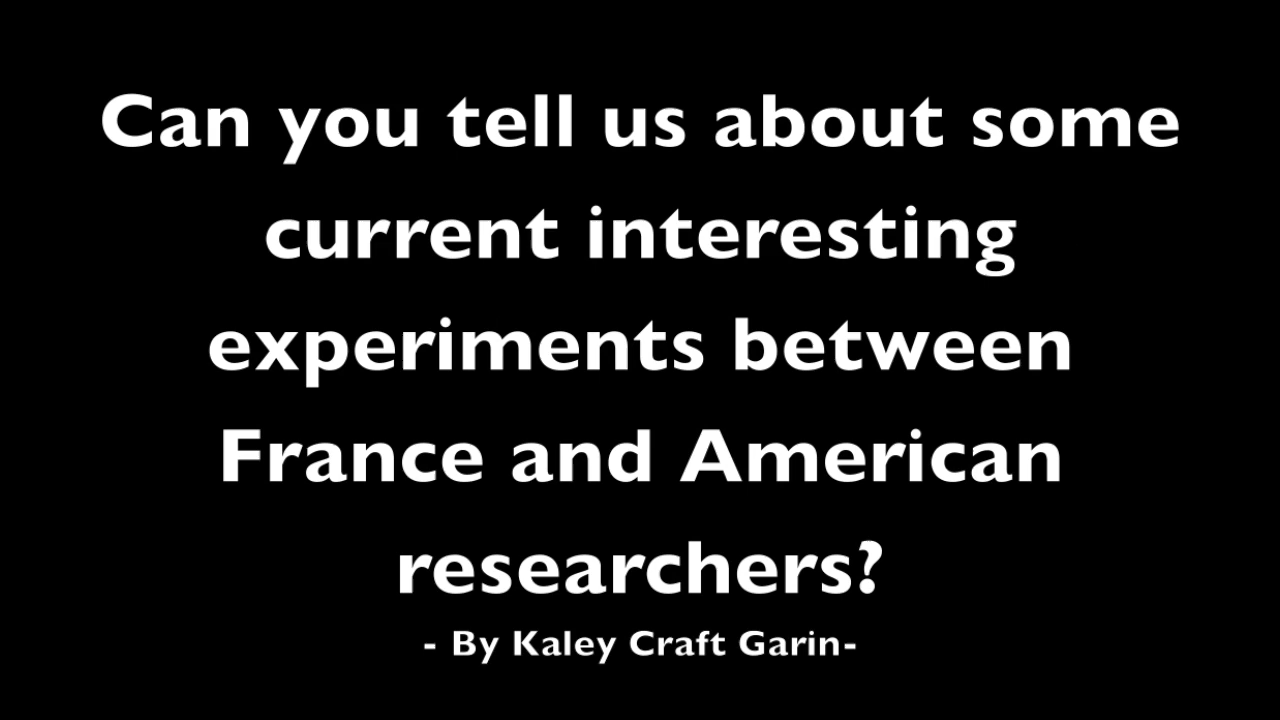 Can you tell us about some
current interesting
experiments between
France and American
researchers?
- By Kaley Craft Garin-